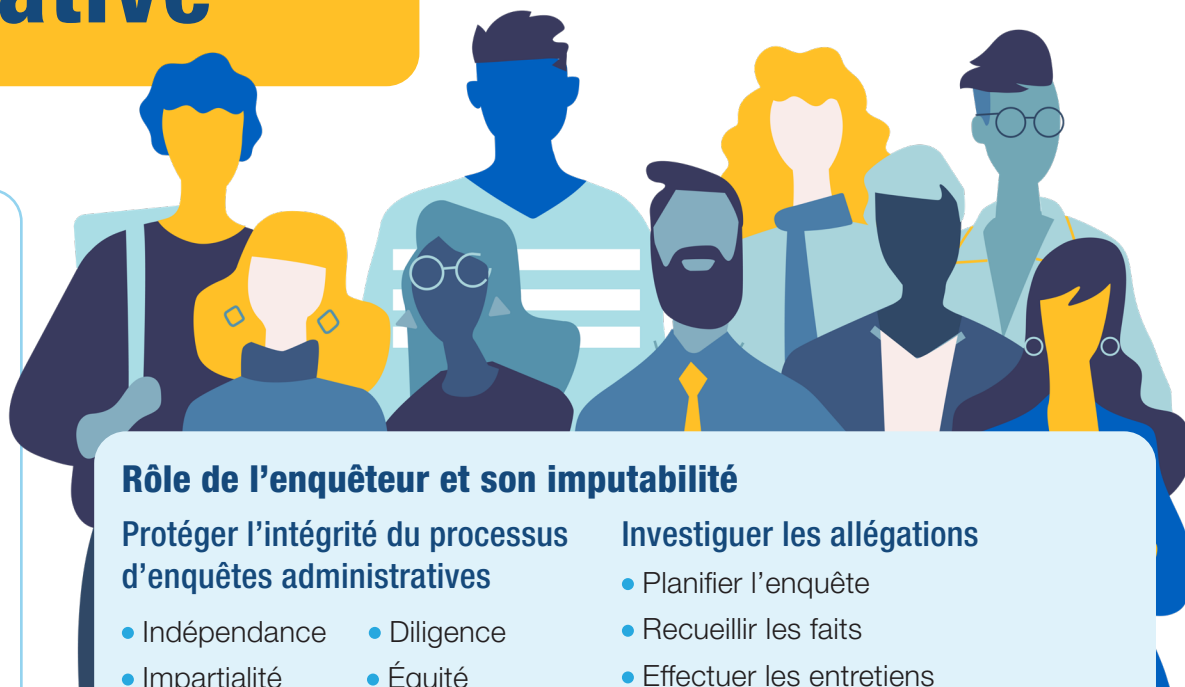 Rôle de l'enquêteur et son imputabilité
Protéger l'intégrité du processus
d'enquêtes administratives
• Indépendance
• Diligence
• Impartialité
• Équité
Investiguer les allégations
• Planifier l'enquête
• Recueillir les faits
• Effectuer les entretiens